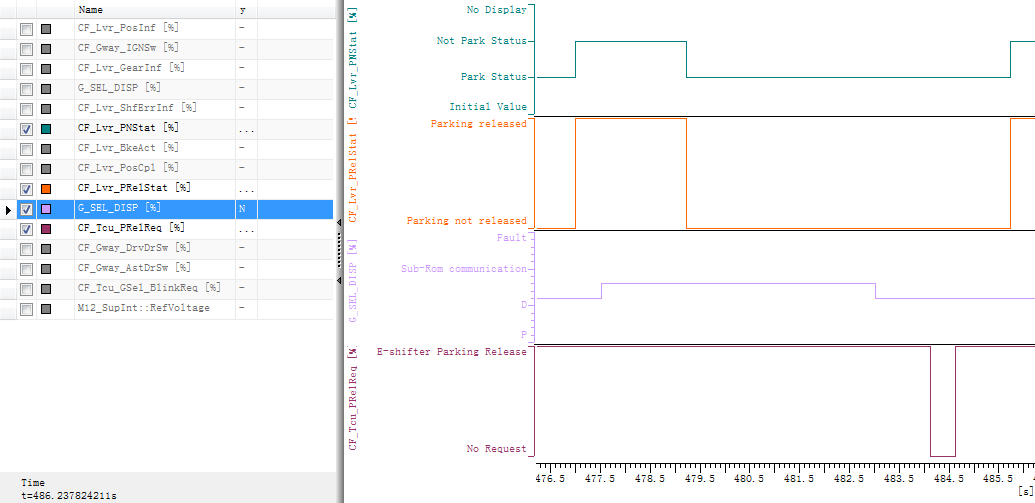 Name y
CF_Lvr_PosInf [%] -
CF_Gway_IGNSw [%] -
CF_Lvr_GearInf [%] -
G_SEL_DISP [%] -
CF_Lvr_ShfErrInf [%] -
CF_Lvr_PNStat [%] ...
CF_Lvr_BkeAct [%] -
CF_Lvr_PosCpl [%] -
CF_Lvr_PRelStat [%] ...
G_SEL_DISP [%] N
CF_Tcu_PRelReq [%] ...
CF_Gway_DrvDrSw [%] -
CF_Gway_AstDrSw [%] -
CF_Tcu_GSel_BlinkReq [%] -
M12_SupInt::RefVoltage -
Time
t=486.237824211s
CF_Lvr_PNStat [%]
No Display
Not Park Status
Park Status
Initial Value
CF_Lvr_PRelStat [%
Parking released
Parking not released
G_SEL_DISP [%]
Fault
Sub-Rom communication
D
P
CF_Tcu_PRelReq [%]
E-shifter Parking Release
No Request
476.5 477.5 478.5 479.5 480.5 481.5 482.5 483.5 484.5 485.5
[s]